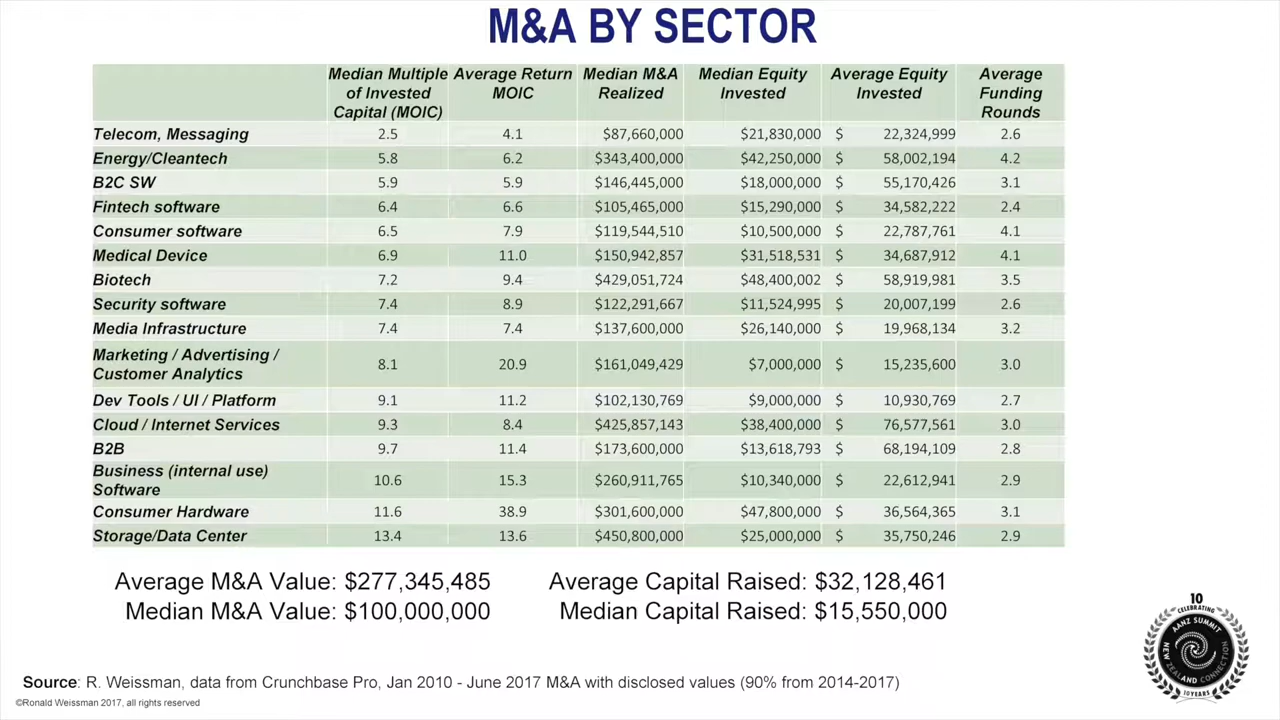 M&A BY SECTOR
Median Multiple of Invested Capital (MOIC) Average Return MOIC Median M&A Realized Median Equity Invested Average Equity Invested Average Funding Rounds
Telecom, Messaging 2.5 4.1 $87,660,000 $21,830,000 $ 22,324,999 2.6
Energy/Cleantech 5.8 6.2 $343,400,000 $42,250,000 $ 58,002,194 4.2
B2C SW 5.9 5.9 $146,445,000 $18,000,000 $ 55,170,426 3.1
Fintech software 6.4 6.6 $105,465,000 $15,290,000 $ 34,582,222 2.4
Consumer software 6.5 7.9 $119,544,510 $10,500,000 $ 22,787,761 4.1
Medical Device 6.9 11.0 $150,942,857 $31,518,531 $ 34,687,912 4.1
Biotech 7.2 9.4 $429,051,724 $48,400,002 $ 58,919,981 3.5
Security software 7.4 8.9 $122,291,667 $11,524,995 $ 20,007,199 2.6
Media Infrastructure 7.4 7.4 $137,600,000 $26,140,000 $ 19,968,134 3.2
Marketing / Advertising / Customer Analytics 8.1 20.9 $161,049,429 $7,000,000 $ 15,235,600 3.0
Dev Tools / UI / Platform 9.1 11.2 $102,130,769 $9,000,000 $ 10,930,769 2.7
Cloud / Internet Services 9.3 8.4 $425,857,143 $38,400,000 $ 76,577,561 3.0
B2B 9.7 11.4 $173,600,000 $13,618,793 $ 68,194,109 2.8
Business (internal use) Software 10.6 15.3 $260,911,765 $10,340,000 $ 22,612,941 2.9
Consumer Hardware 11.6 38.9 $301,600,000 $47,800,000 $ 36,564,365 3.1
Storage/Data Center 13.4 13.6 $450,800,000 $25,000,000 $ 35,750,246 2.9
Average M&A Value: $277,345,485 Average Capital Raised: $32,128,461
Median M&A Value: $100,000,000 Median Capital Raised: $15,550,000
10
CELEBRATING
AANZ SUMMIT
NEW ZEALAND CONNECTION
10 YEARS
Source: R. Weissman, data from Crunchbase Pro, Jan 2010 - June 2017 M&A with disclosed values (90% from 2014-2017)
©Ronald Weissman 2017, all rights reserved